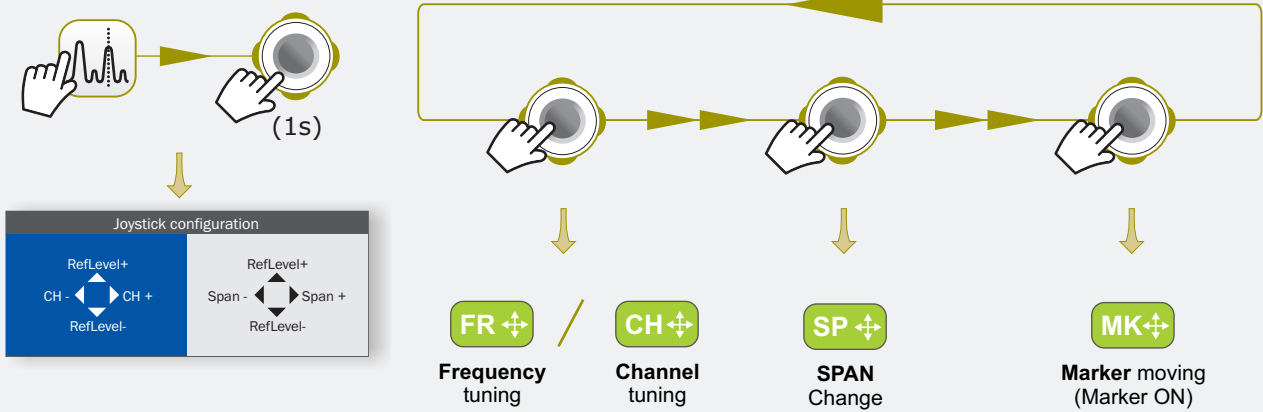 (1s)
Joystick configuration
RefLevel+
CH - CH +
RefLevel-
RefLevel+
Span - Span +
RefLevel-
FR
CH
SP
MK
Frequency
tuning
Channel
tuning
SPAN
Change
Marker moving
(Marker ON)